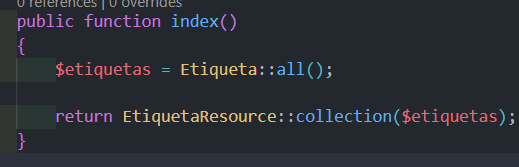 0 references | 0 overrides
public function index()
{
$etiquetas = Etiqueta::all();
return EtiquetaResource::collection($etiquetas);
}